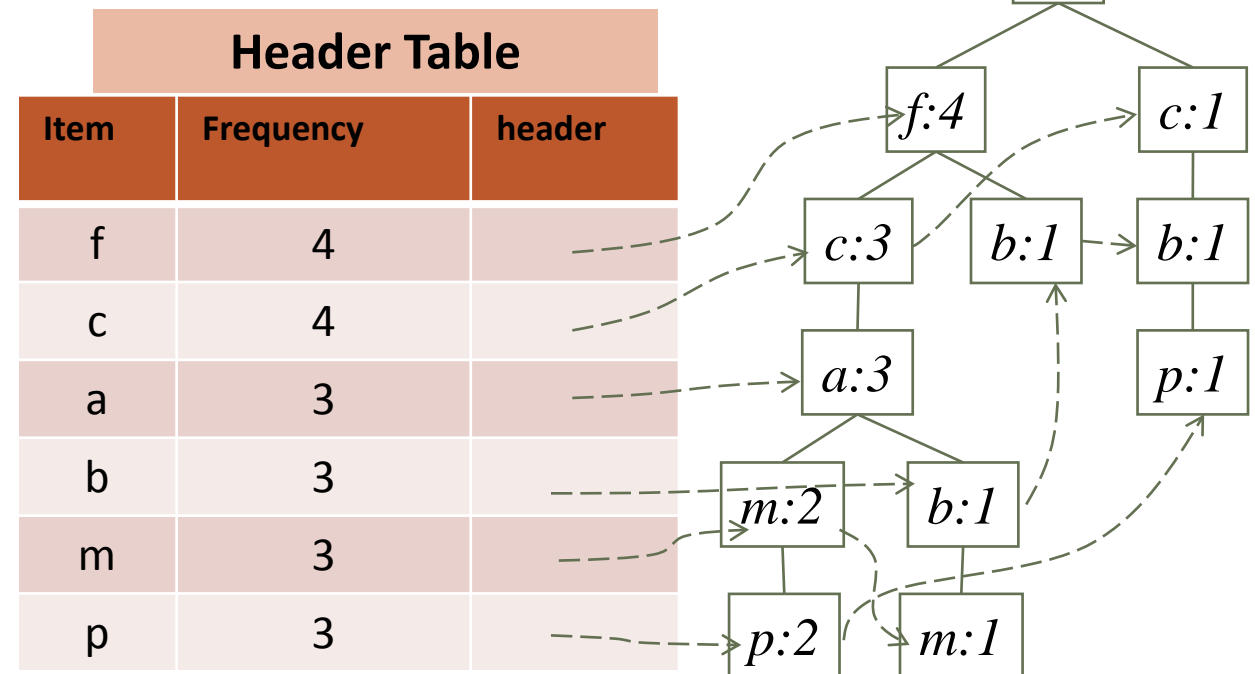 Header Table
Item Frequency header
f 4
c 4
a 3
b 3
m 3
p 3
f:4 c:1
c:3 b:1 b:1
a:3 p:1
m:2 b:1
p:2 m:1